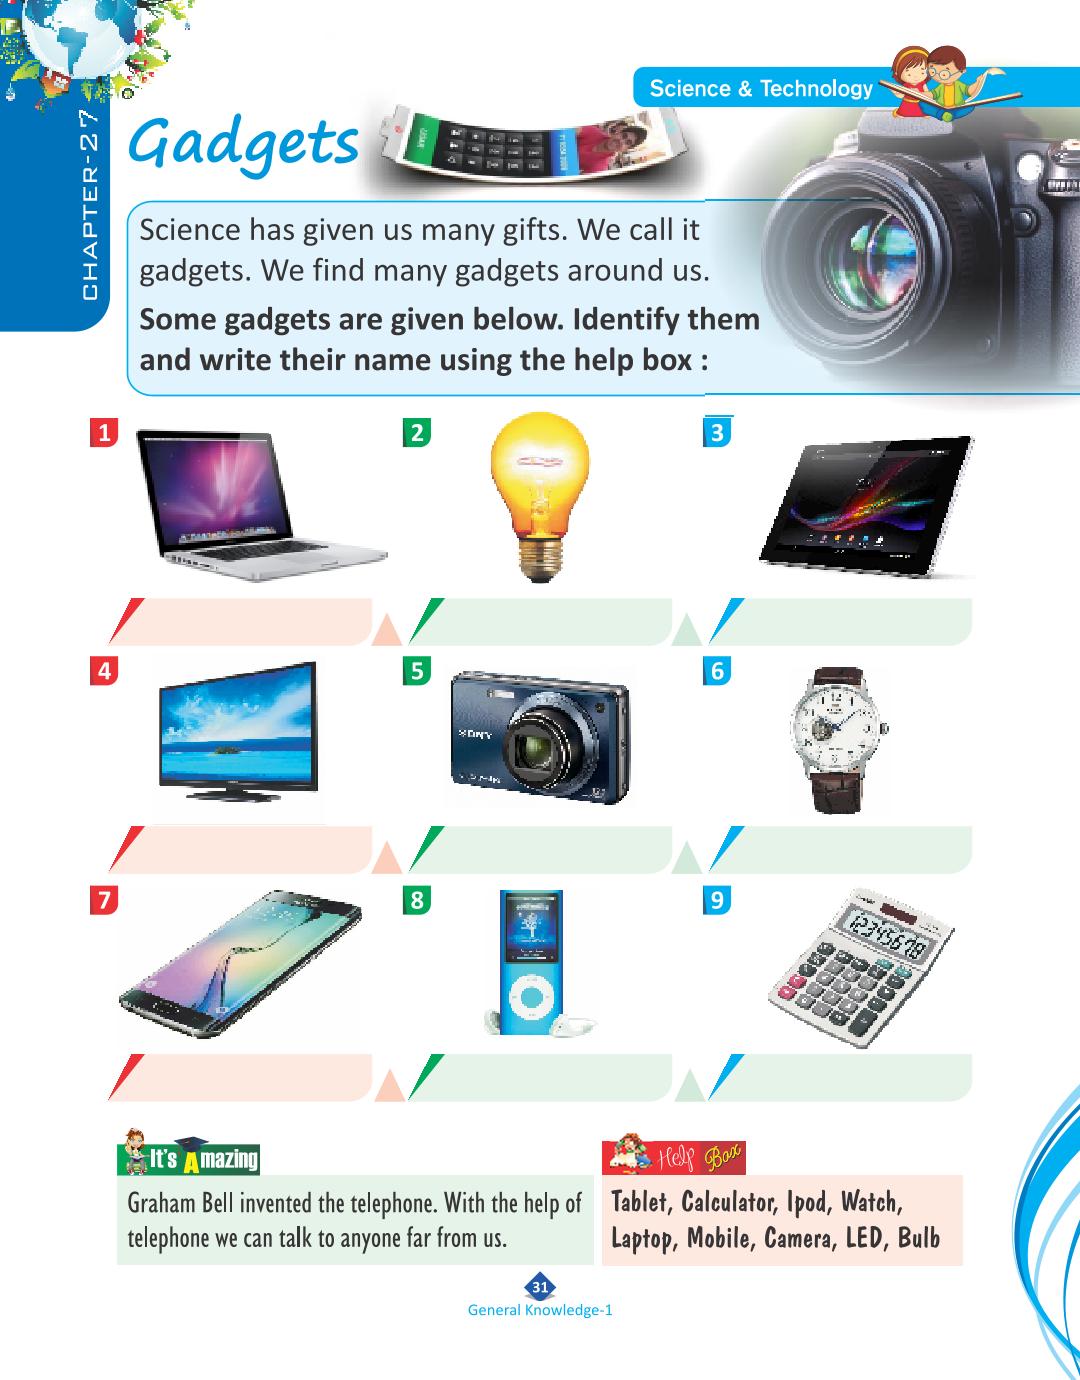 Science & Technology
CHAPTER-27
Gadgets
Science has given us many gifts. We call it
gadgets. We find many gadgets around us.
Some gadgets are given below. Identify them
and write their name using the help box :
1
2
3
4
5
6
SONY
7
8
9
12345678
It's Amazing
Graham Bell invented the telephone. With the help of
telephone we can talk to anyone far from us.
Help Box
Tablet, Calculator, Ipod, Watch,
Laptop, Mobile, Camera, LED, Bulb
31
General Knowledge-1